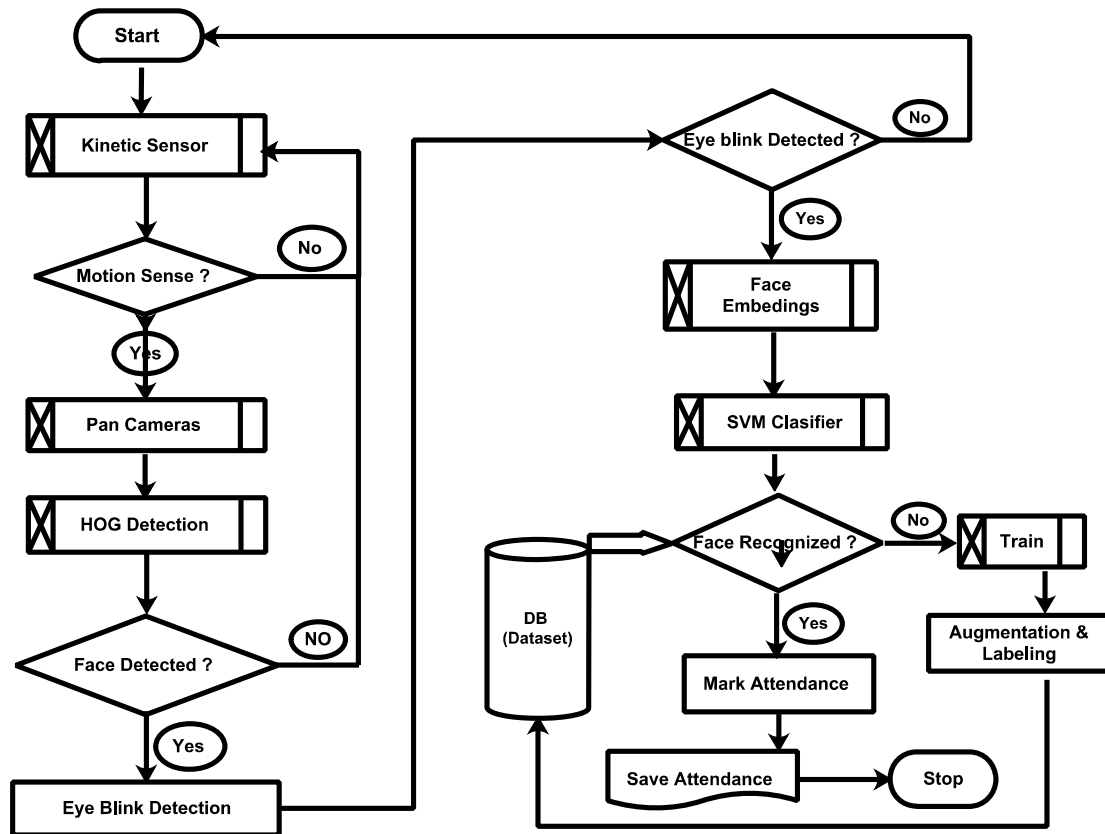 Start
Kinetic Sensor
Motion Sense ?
No
Yes
Pan Cameras
HOG Detection
Face Detected ?
NO
Yes
Eye Blink Detection
Eye blink Detected ?
No
Yes
Face
Embedings
SVM Clasifier
Face Recognized ?
No
Train
Augmentation &
Labeling
DB
(Dataset)
Yes
Mark Attendance
Save Attendance
Stop